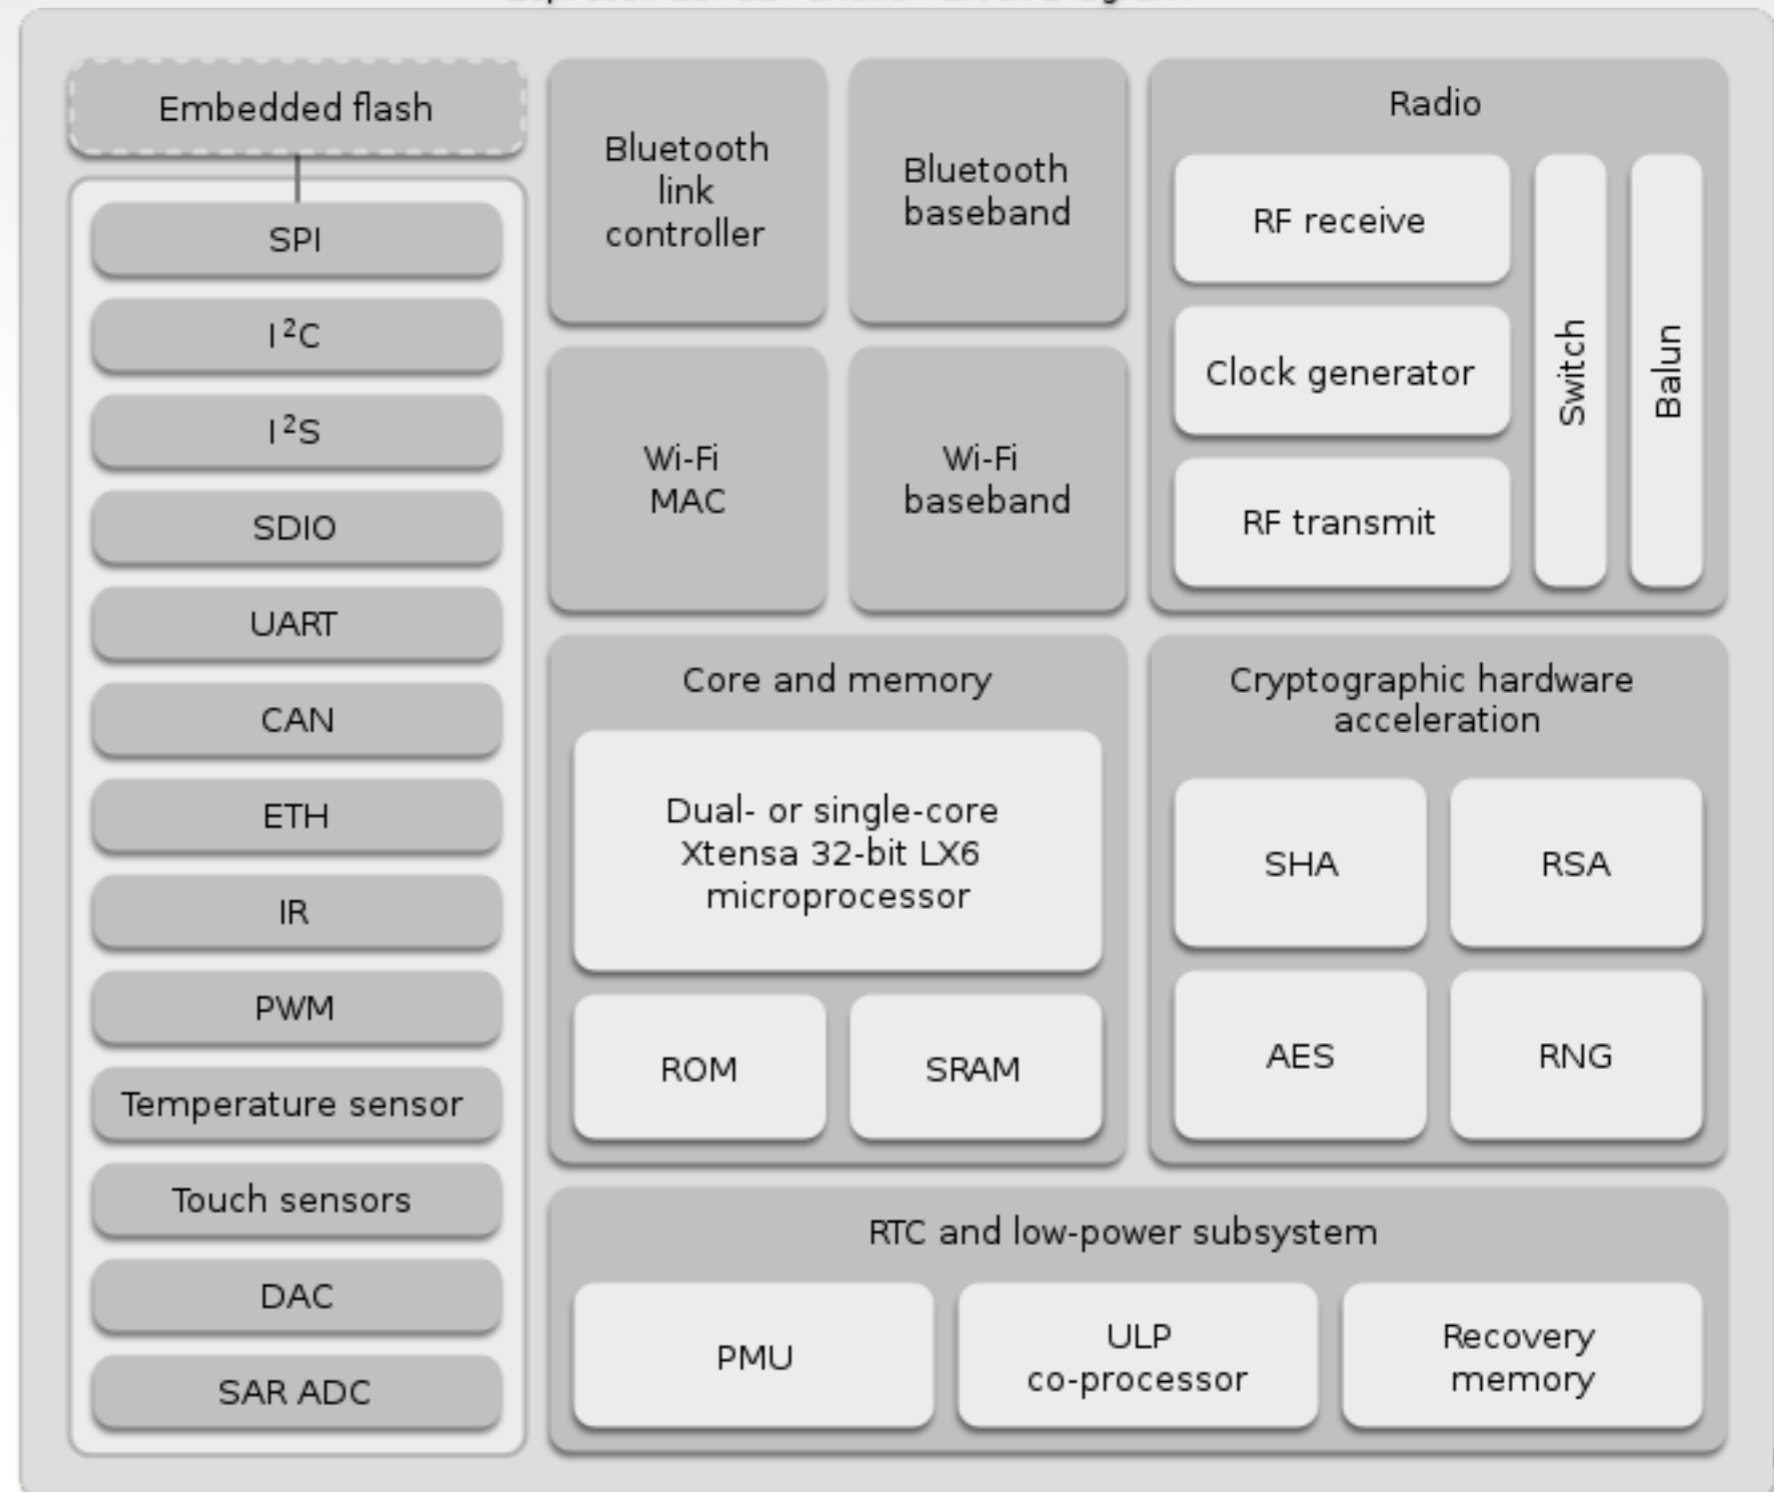 Embedded flash
SPI
I²C
I²S
SDIO
UART
CAN
ETH
IR
PWM
Temperature sensor
Touch sensors
DAC
SAR ADC
Bluetooth
link
controller
Bluetooth
baseband
Wi-Fi
MAC
Wi-Fi
baseband
Radio
RF receive
Clock generator
RF transmit
Switch
Balun
Core and memory
Dual- or single-core
Xtensa 32-bit LX6
microprocessor
ROM
SRAM
Cryptographic hardware
acceleration
SHA
RSA
AES
RNG
RTC and low-power subsystem
PMU
ULP
co-processor
Recovery
memory